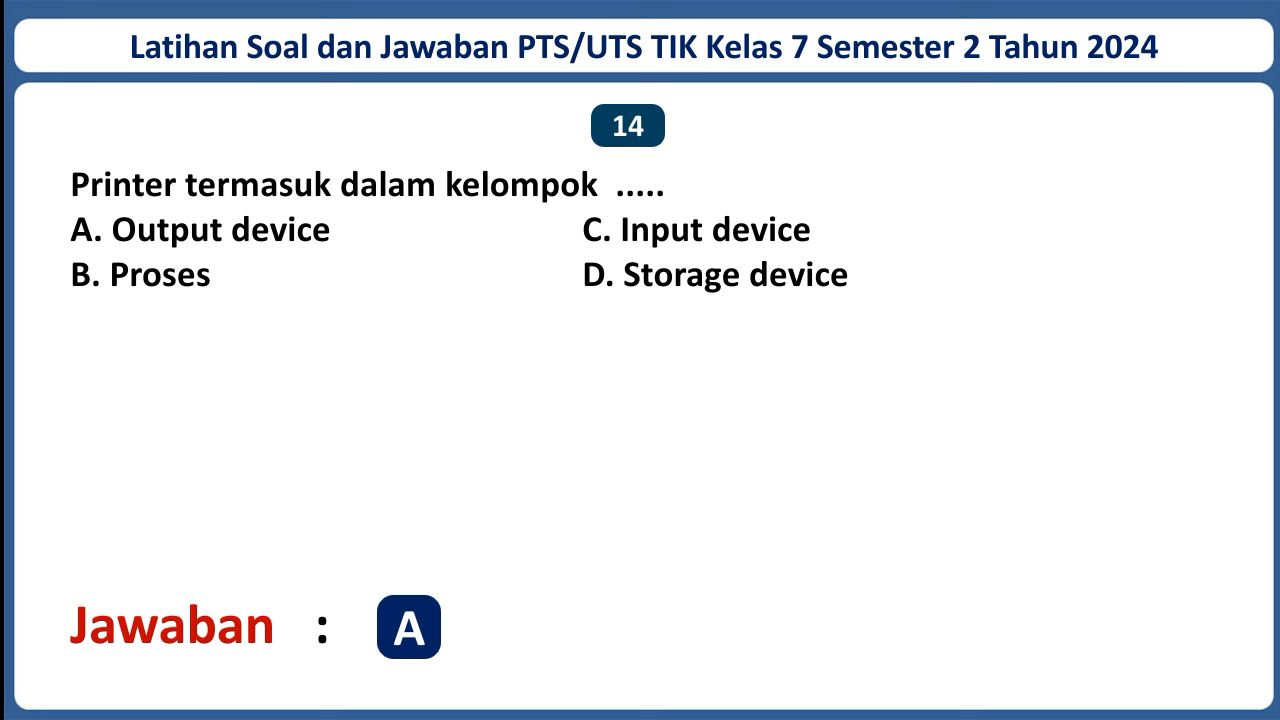 Latihan Soal dan Jawaban PTS/UTS TIK Kelas 7 Semester 2 Tahun 2024
14
Printer termasuk dalam kelompok .....
A. Output device C. Input device
B. Proses D. Storage device
Jawaban : A